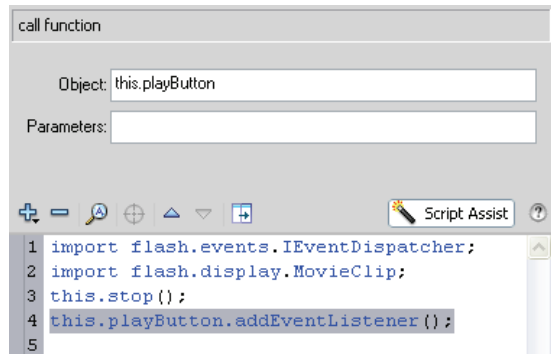 call function
Object: this.playButton
Parameters:
Script Assist
1 import flash.events.IEventDispatcher;
2 import flash.display.MovieClip;
3 this.stop();
4 this.playButton.addEventListener();
5